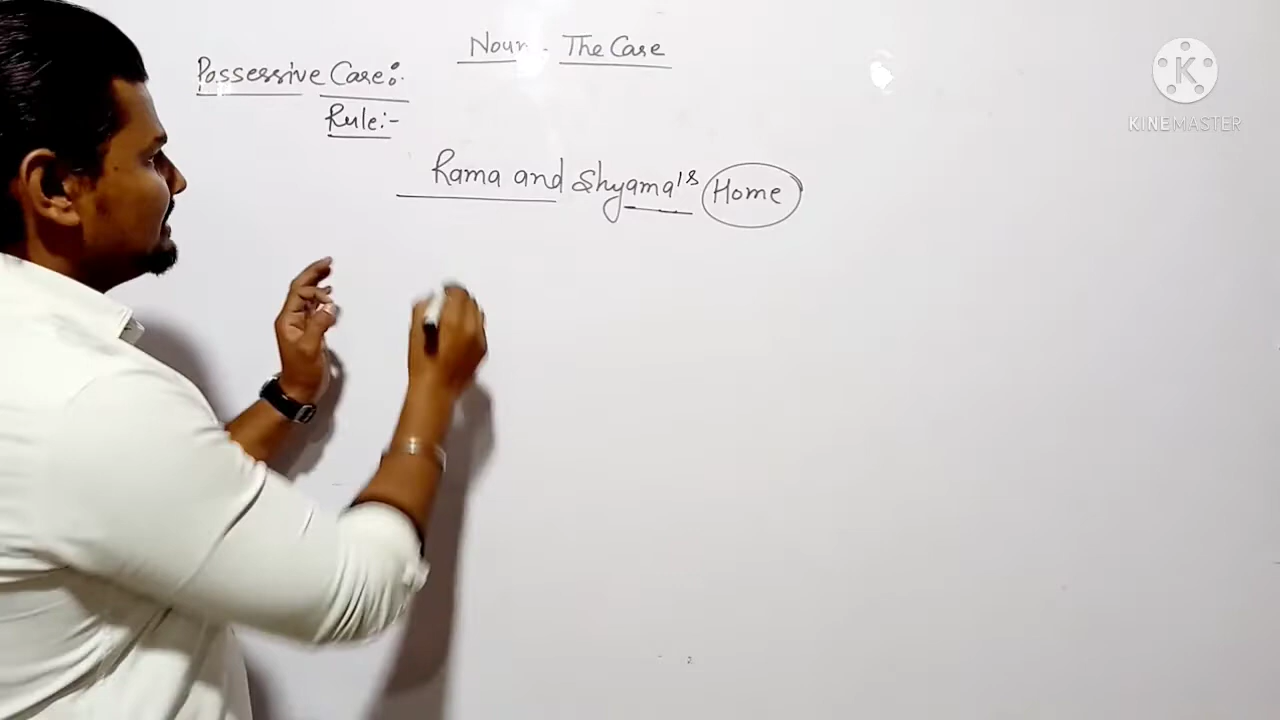 Noun - The Case
Possessive Case:
Rule:-
Rama and Shyama's Home
KINEMASTER